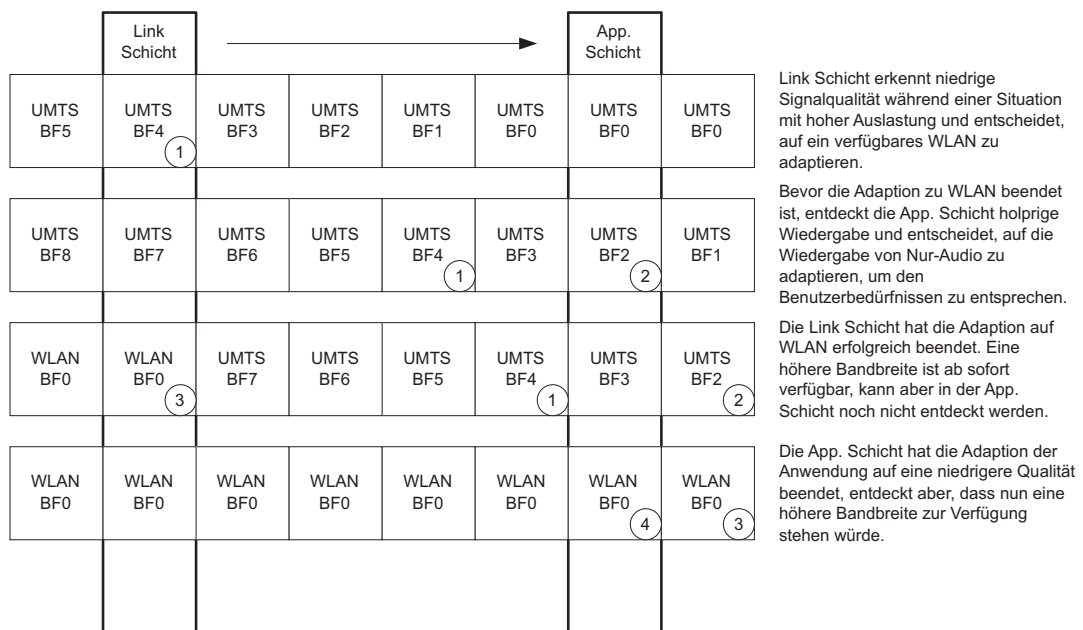 Link
Schicht
App.
Schicht
UMTS
BF5
UMTS
BF4
1
UMTS
BF3
UMTS
BF2
UMTS
BF1
UMTS
BF0
UMTS
BF0
UMTS
BF0
Link Schicht erkennt niedrige
Signalqualität während einer Situation
mit hoher Auslastung und entscheidet,
auf ein verfügbares WLAN zu
adaptieren.
UMTS
BF8
UMTS
BF7
UMTS
BF6
UMTS
BF5
UMTS
BF4
1
UMTS
BF3
UMTS
BF2
2
UMTS
BF1
Bevor die Adaption zu WLAN beendet
ist, entdeckt die App. Schicht holprige
Wiedergabe und entscheidet, auf die
Wiedergabe von Nur-Audio zu
adaptieren, um den
Benutzerbedürfnissen zu entsprechen.
WLAN
BF0
WLAN
BF0
3
UMTS
BF7
UMTS
BF6
UMTS
BF5
UMTS
BF4
1
UMTS
BF3
UMTS
BF2
2
Die Link Schicht hat die Adaption auf
WLAN erfolgreich beendet. Eine
höhere Bandbreite ist ab sofort
verfügbar, kann aber in der App.
Schicht noch nicht entdeckt werden.
WLAN
BF0
WLAN
BF0
WLAN
BF0
WLAN
BF0
WLAN
BF0
WLAN
BF0
WLAN
BF0
4
WLAN
BF0
3
Die App. Schicht hat die Adaption der
Anwendung auf eine niedrigere Qualität
beendet, entdeckt aber, dass nun eine
höhere Bandbreite zur Verfügung
stehen würde.